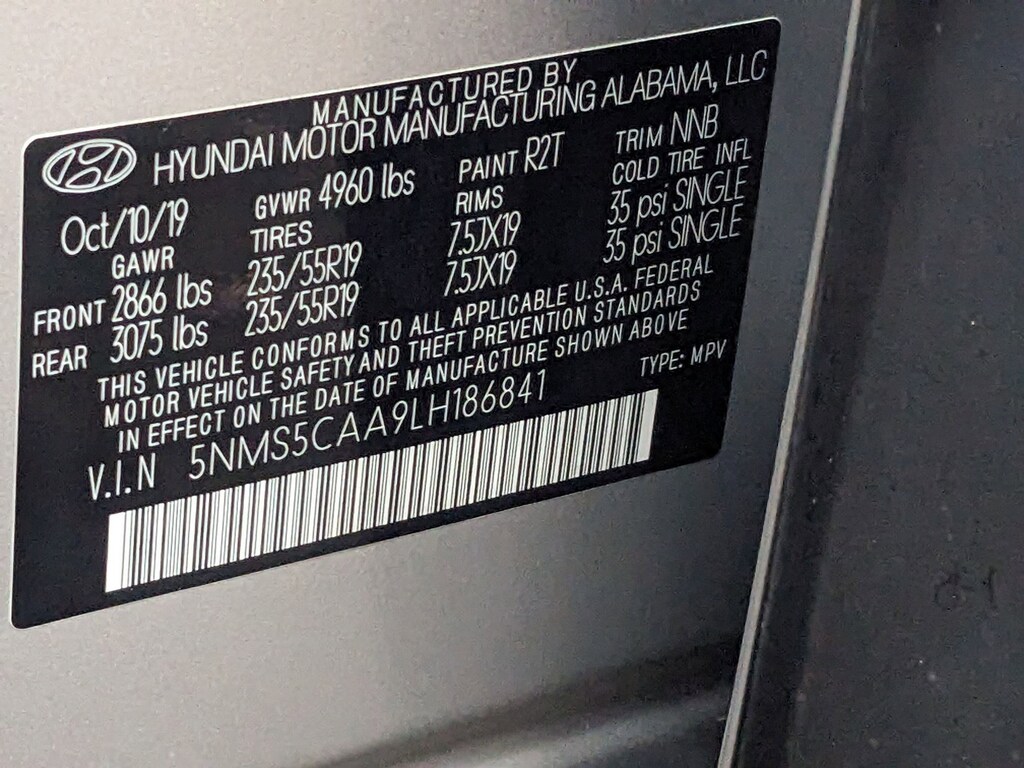 MANUFACTURED BY
HYUNDAI MOTOR MANUFACTURING ALABAMA, LLC
Oct/10/19 GVWR 4960 lbs PAINT R2T TRIM NNB
GAWR TIRES RIMS COLD TIRE INFL
FRONT 2866 lbs 235/55R19 7.5JX19 35 psi SINGLE
REAR 3075 lbs 235/55R19 7.5JX19 35 psi SINGLE
THIS VEHICLE CONFORMS TO ALL APPLICABLE U.S.A. FEDERAL
MOTOR VEHICLE SAFETY AND THEFT PREVENTION STANDARDS
IN EFFECT ON THE DATE OF MANUFACTURE SHOWN ABOVE
V.I.N 5NMS5CAA9LH186841 TYPE: MPV